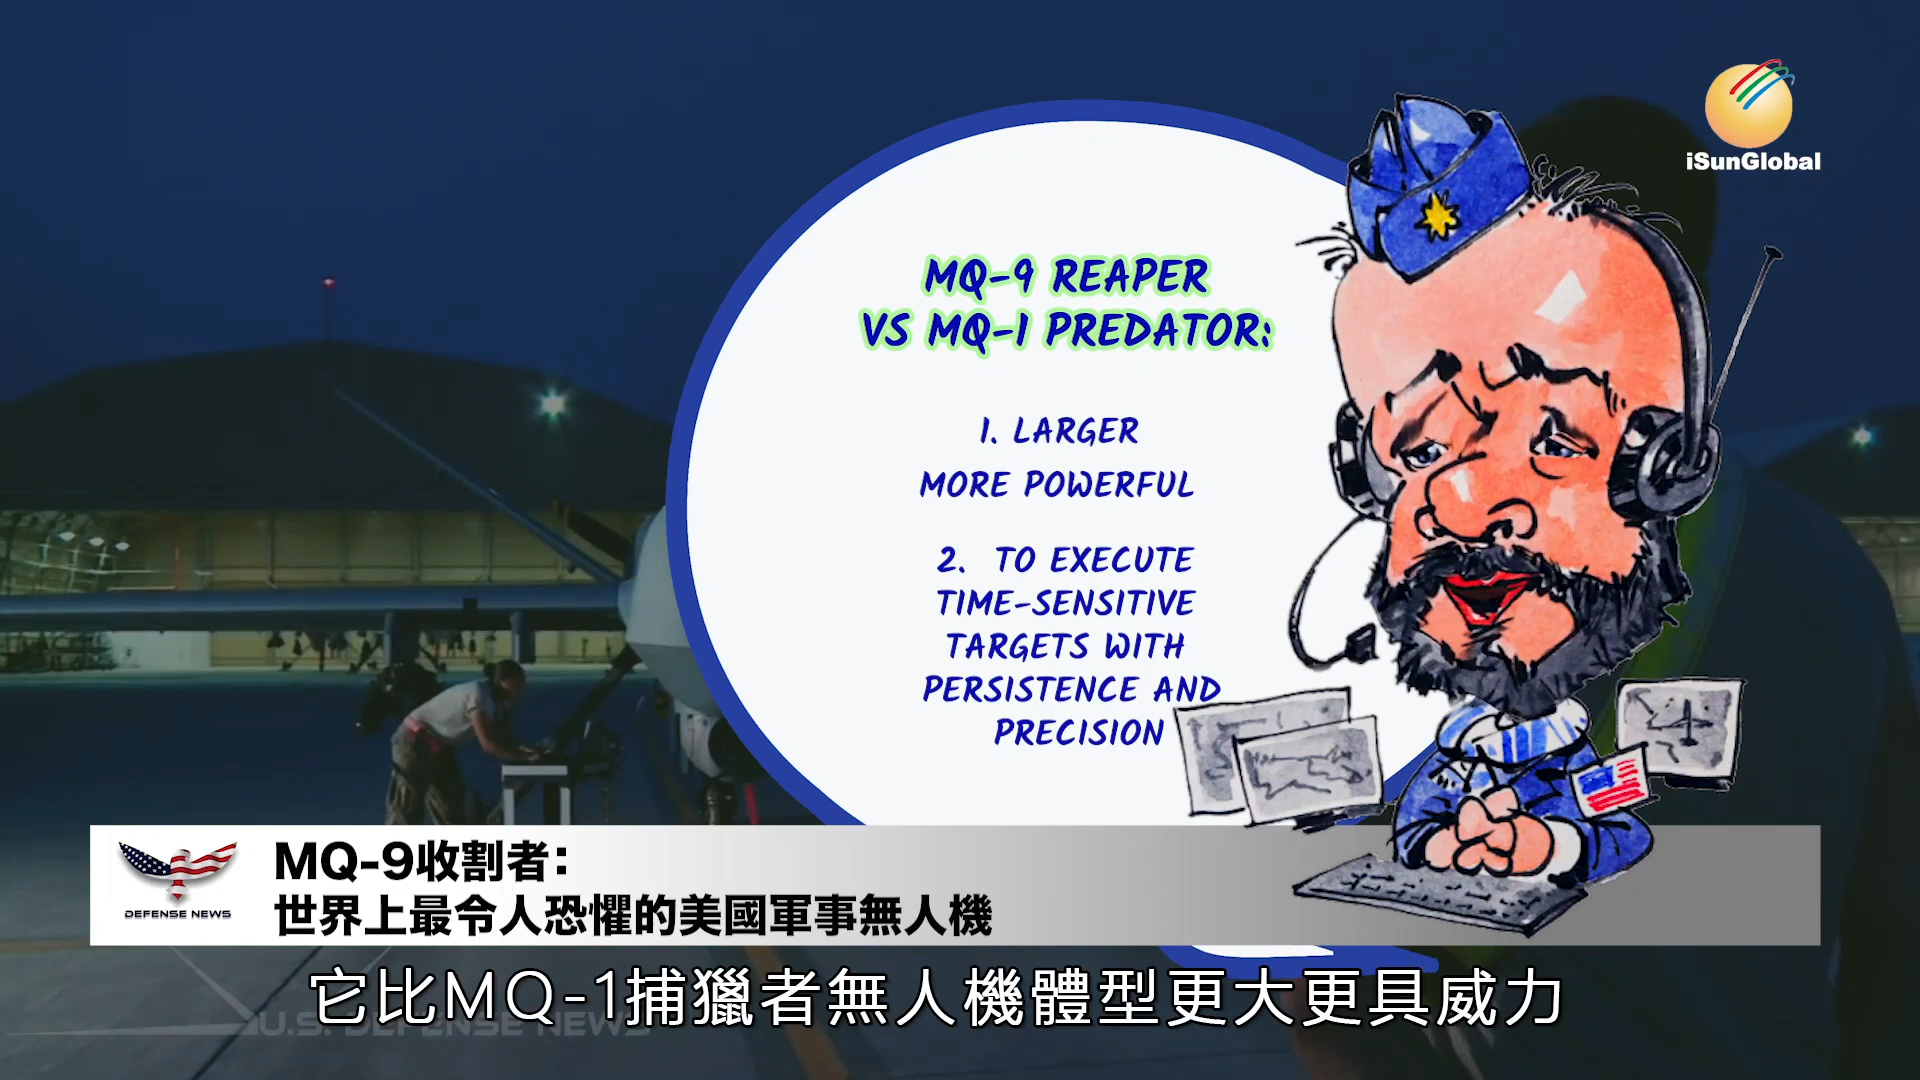 iSunGlobal
MQ-9 REAPER
VS MQ-1 PREDATOR:
1. LARGER
MORE POWERFUL
2. TO EXECUTE
TIME-SENSITIVE
TARGETS WITH
PERSISTENCE AND
PRECISION
DEFENSE NEWS
MQ-9收割者：
世界上最令人恐懼的美國軍事無人機
它比MQ-1捕獵者無人機體型更大更具威力
U.S. DEFENSE NEWS